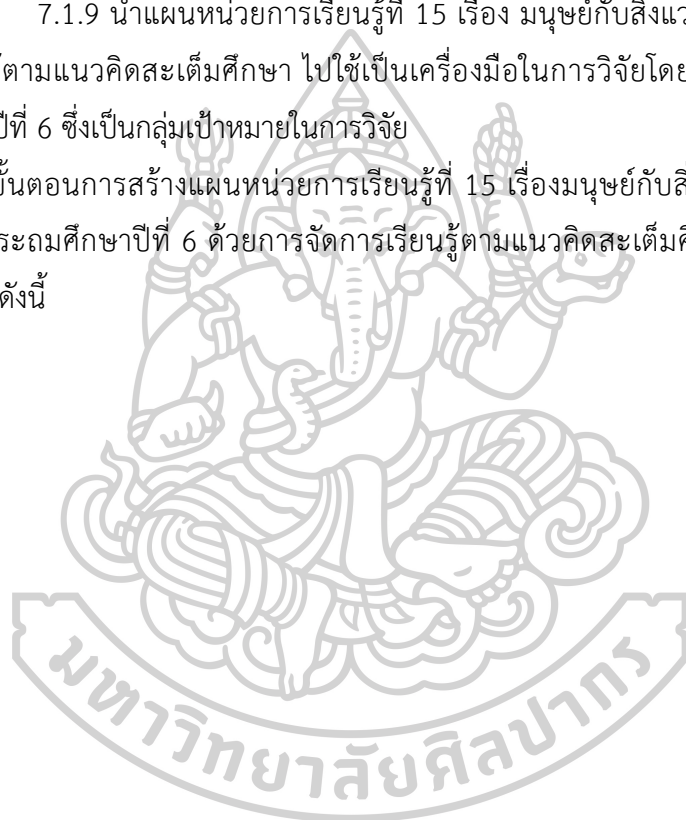 7.1.9 นำแผนหน่วยการเรียนรู้ที่ 15 เรื่อง มนุษย์กับสิ่งแว
ตามแนวคิดสะเต็มศึกษา ไปใช้เป็นเครื่องมือในการวิจัยโดย
ปีที่ 6 ซึ่งเป็นกลุ่มเป้าหมายในการวิจัย
ขั้นตอนการสร้างแผนหน่วยการเรียนรู้ที่ 15 เรื่องมนุษย์กับสิ่
ระถมศึกษาปีที่ 6 ด้วยการจัดการเรียนรู้ตามแนวคิดสะเต็มศึ
ดังนี้
มหาวิทยาลัยศิลปากร